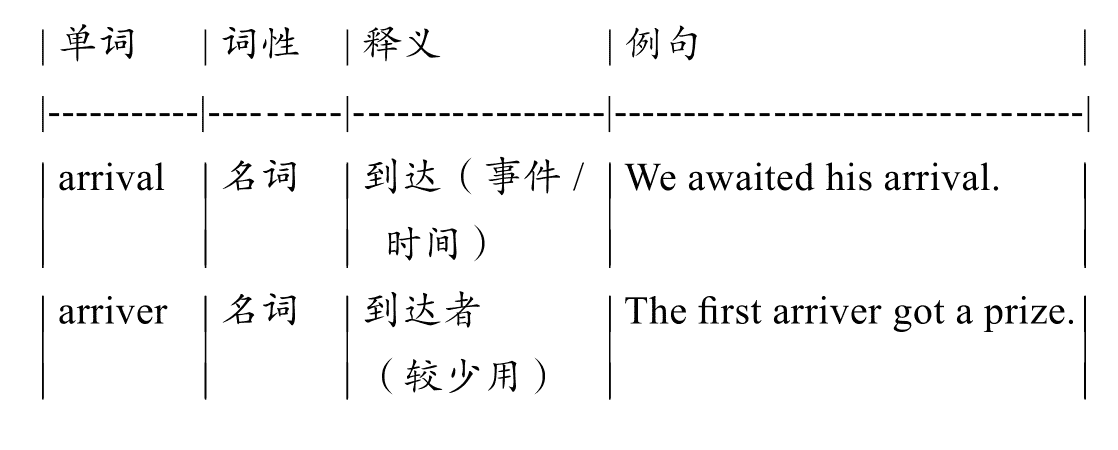 | 单词 | 词性 | 释义 | 例句 |
|-----------|---------|-----------------|--------------------------------|
| arrival | 名词 | 到达（事件/ | We awaited his arrival. |
时间）
| arriver | 名词 | 到达者 | The first arriver got a prize. |
（较少用）